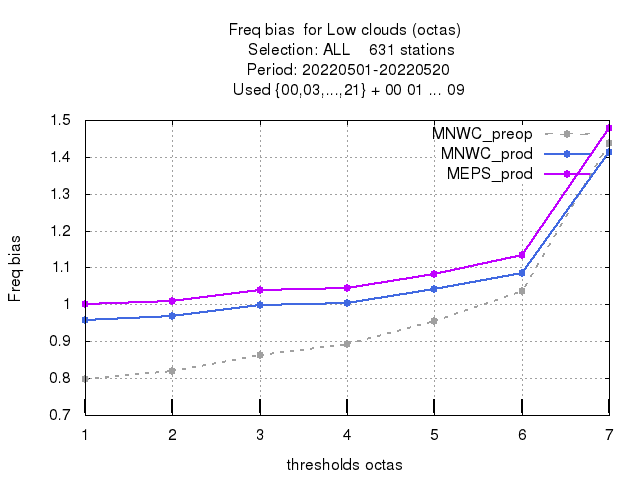 Freq bias  for Low clouds (octas)
Selection: ALL    631 stations
Period: 20220501-20220520
Used {00,03,...,21} + 00 01 ... 09
MNWC_preop
MNWC_prod
MEPS_prod
Freq bias
1.5
1.4
1.3
1.2
1.1
1
0.9
0.8
0.7
1 2 3 4 5 6 7
thresholds octas